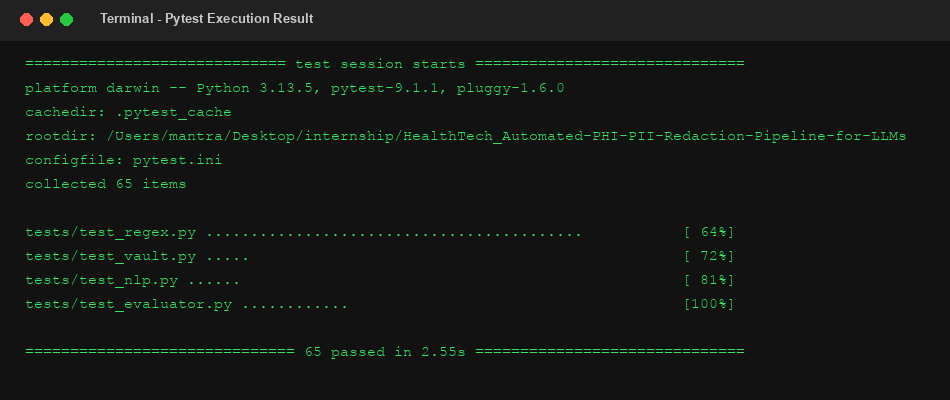 Terminal - Pytest Execution Result
============================= test session starts ==============================
platform darwin -- Python 3.13.5, pytest-9.1.1, pluggy-1.6.0
cachedir: .pytest_cache
rootdir: /Users/mantra/Desktop/internship/HealthTech_Automated-PHI-PII-Redaction-Pipeline-for-LLMs
configfile: pytest.ini
collected 65 items
tests/test_regex.py .......................................... [ 64%]
tests/test_vault.py ..... [ 72%]
tests/test_nlp.py ...... [ 81%]
tests/test_evaluator.py ............ [100%]
============================== 65 passed in 2.55s ==============================